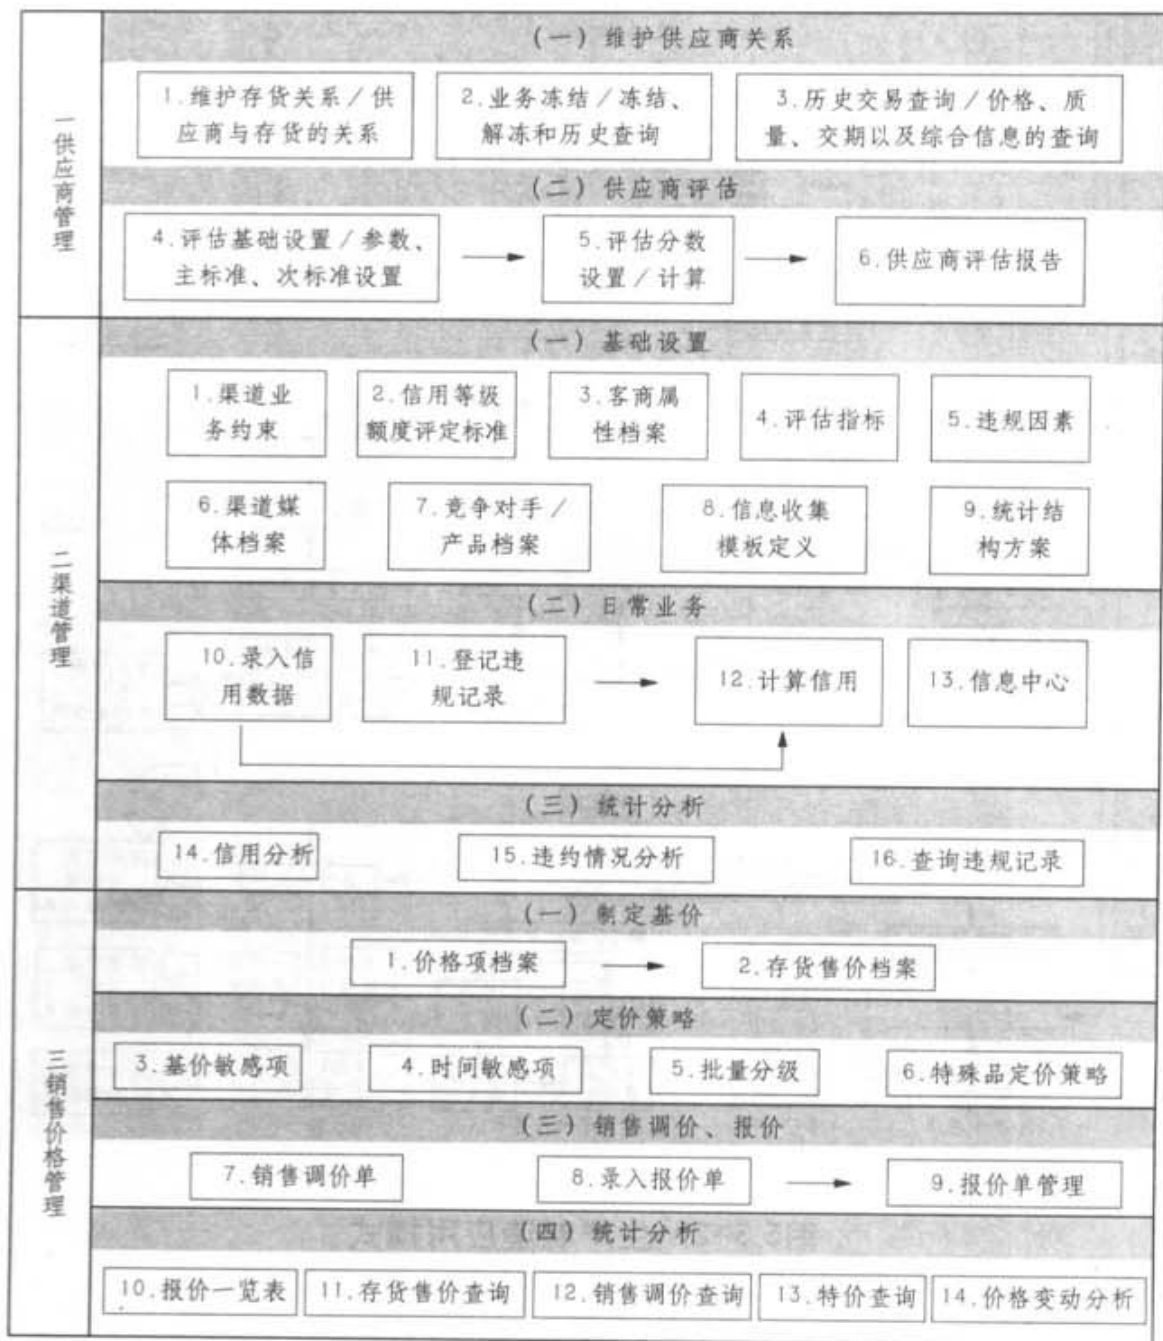 一供应商管理
(一) 维护供应商关系
1.维护存货关系/供
应商与存货的关系
2.业务冻结/冻结、
解冻和历史查询
3.历史交易查询/价格、质
量、交期以及综合信息的查询
(二) 供应商评估
4.评估基础设置/参数、
主标准、次标准设置
5.评估分数
设置/计算
6.供应商评估报告
二渠道管理
(一) 基础设置
1.渠道业
务约束
2.信用等级
额度评定标准
3.客商属
性档案
4.评估指标
5.违规因素
6.渠道媒
体档案
7.竞争对手/
产品档案
8.信息收集
模板定义
9.统计结
构方案
(二) 日常业务
10.录入信
用数据
11.登记违
规记录
12.计算信用
13.信息中心
(三) 统计分析
14.信用分析
15.违约情况分析
16.查询违规记录
三销售价格管理
(一) 制定基价
1.价格项档案
2.存货售价档案
(二) 定价策略
3.基价敏感项
4.时间敏感项
5.批量分级
6.特殊品定价策略
(三) 销售调价、报价
7.销售调价单
8.录入报价单
9.报价单管理
(四) 统计分析
10.报价一览表
11.存货售价查询
12.销售调价查询
13.特价查询
14.价格变动分析